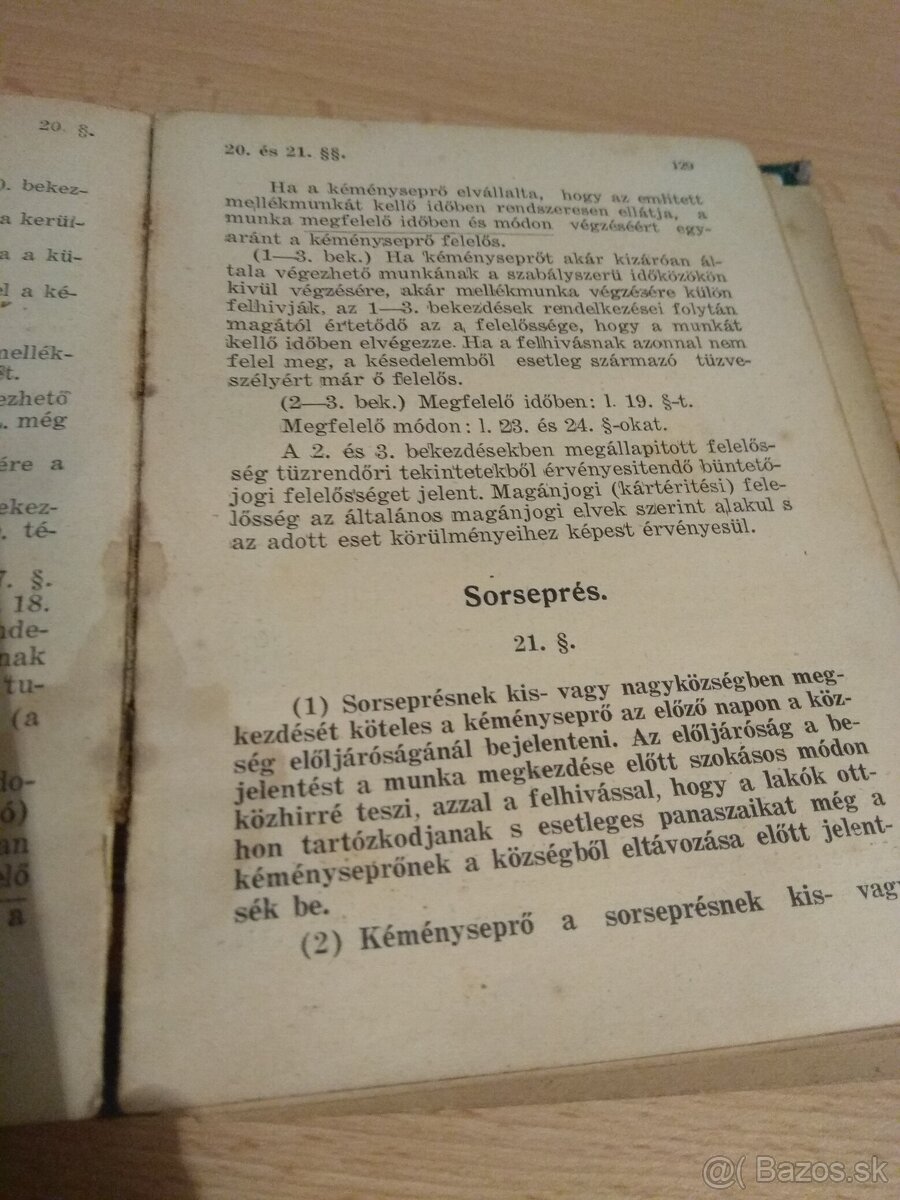 20. §.
). bekez-
a kerül-
a a kü-
el a ké-
nellék-
st.
ezhető
. még
ére a
ekez-
. té-
7. §.
18.
nde-
nak
tu-
(a
do-
ó)
an
elő
a
20. és 21. §§.
129
Ha a kéményseprő elvállalta, hogy az emlitett
mellékmunkát kellő időben rendszeresen ellátja, a
munka megfelelő időben és módon végzéséért egy-
aránt a kéményseprő felelős.
(1—3. bek.) Ha kéményseprőt akár kizáróan ál-
tala végezhető munkának a szabályszerü időközökön
kivül végzésére, akár mellékmunka végzésére külön
felhivják, az 1—3. bekezdések rendelkezései folytán
magától értetődő az a felelőssége, hogy a munkát
kellő időben elvégezze. Ha a felhivásnak azonnal nem
felel meg, a késedelemből esetleg származó tüzve-
szélyért már ő felelős.
(2—3. bek.) Megfelelő időben: l. 19. §-t.
Megfelelő módon: l. 23. és 24. §-okat.
A 2. és 3. bekezdésekben megállapitott felelős-
ség tüzrendőri tekintetekből érvényesitendő büntető-
jogi felelősséget jelent. Magánjogi (kártéritési) fele-
lősség az általános magánjogi elvek szerint alakul s
az adott eset körülményeihez képest érvényesül.
Sorseprés.
21. §.
(1) Sorseprésnek kis- vagy nagyközségben meg-
kezdését köteles a kéményseprő az előző napon a köz-
ség előljáróságánál bejelenteni. Az előljáróság a be-
jelentést a munka megkezdése előtt szokásos módon
közhirré teszi, azzal a felhivással, hogy a lakók ott-
hon tartózkodjanak s esetleges panaszaikat még a
kéményseprőnek a községből eltávozása előtt jelent-
sék be.
(2) Kéményseprő a sorseprésnek kis- vagy
@( Bazos.sk